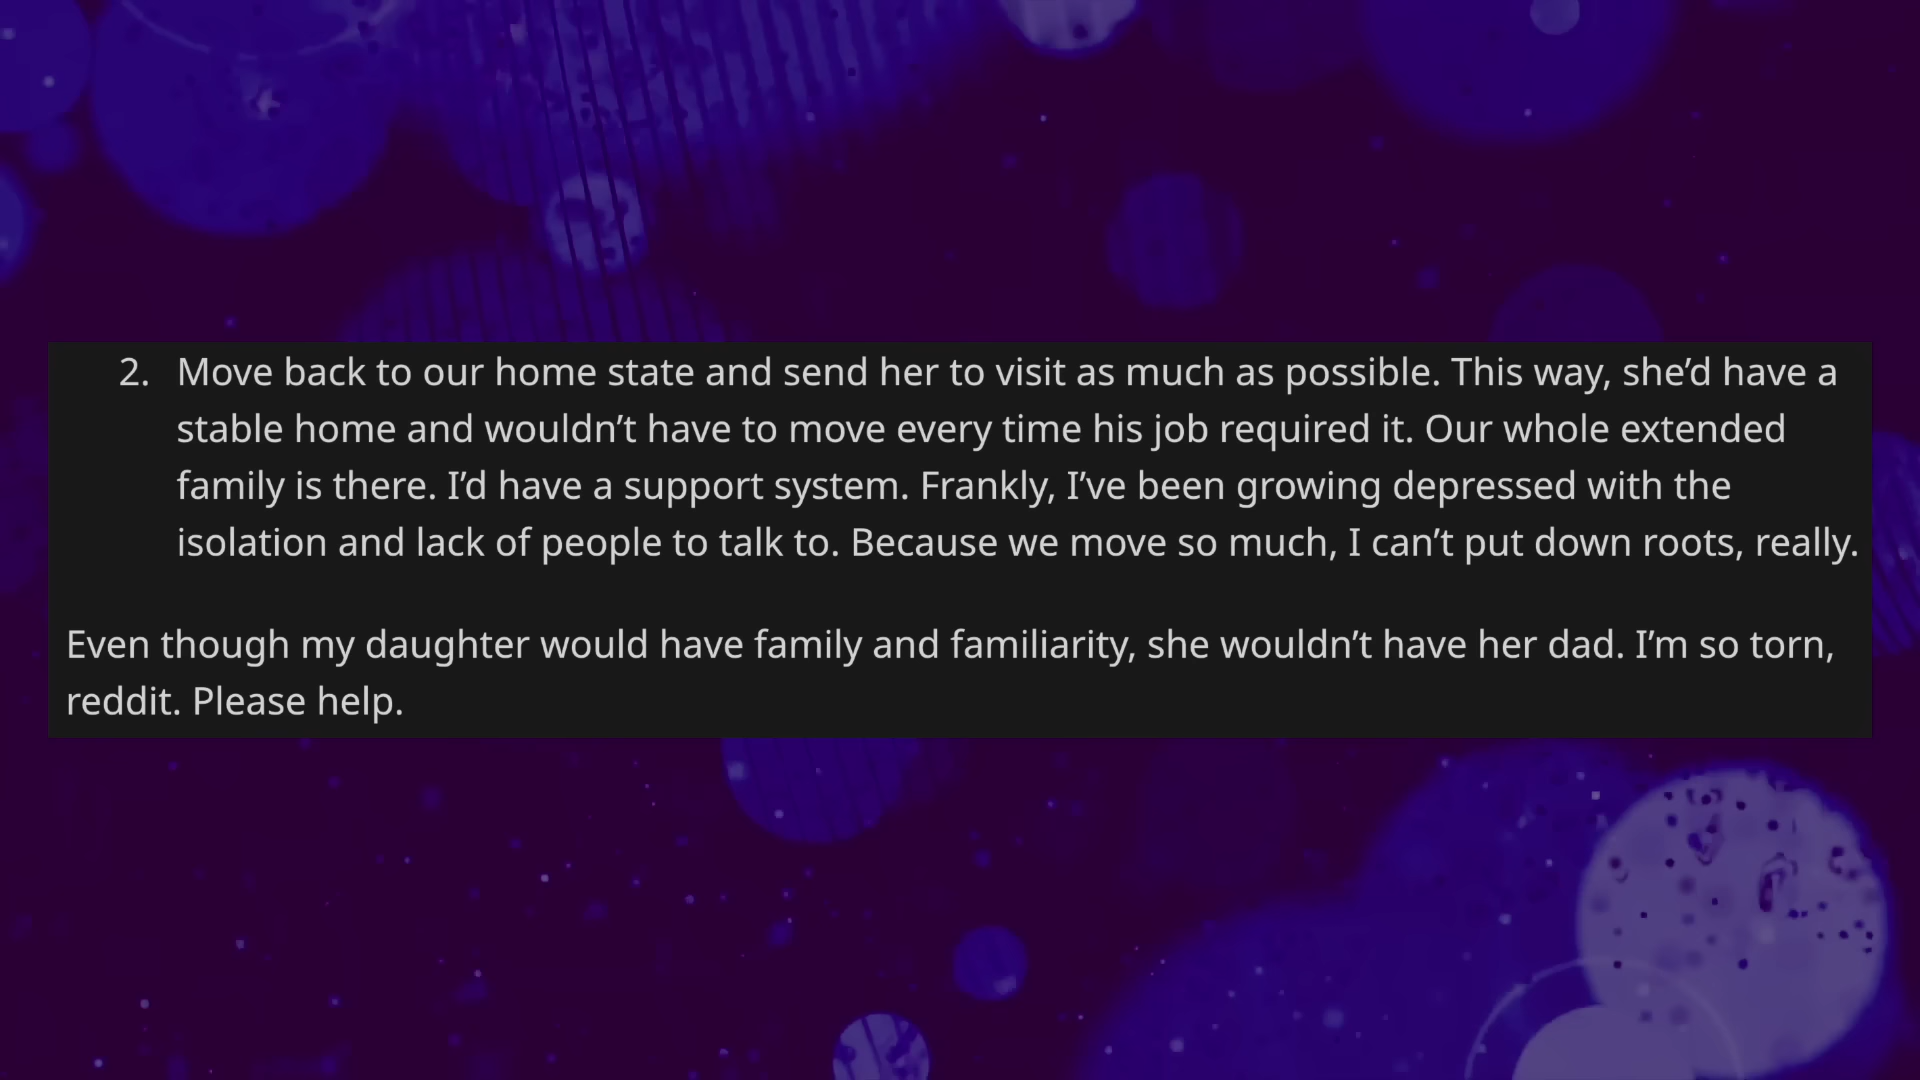 2. Move back to our home state and send her to visit as much as possible. This way, she’d have a
stable home and wouldn’t have to move every time his job required it. Our whole extended
family is there. I’d have a support system. Frankly, I’ve been growing depressed with the
isolation and lack of people to talk to. Because we move so much, I can’t put down roots, really.
Even though my daughter would have family and familiarity, she wouldn’t have her dad. I’m so torn,
reddit. Please help.